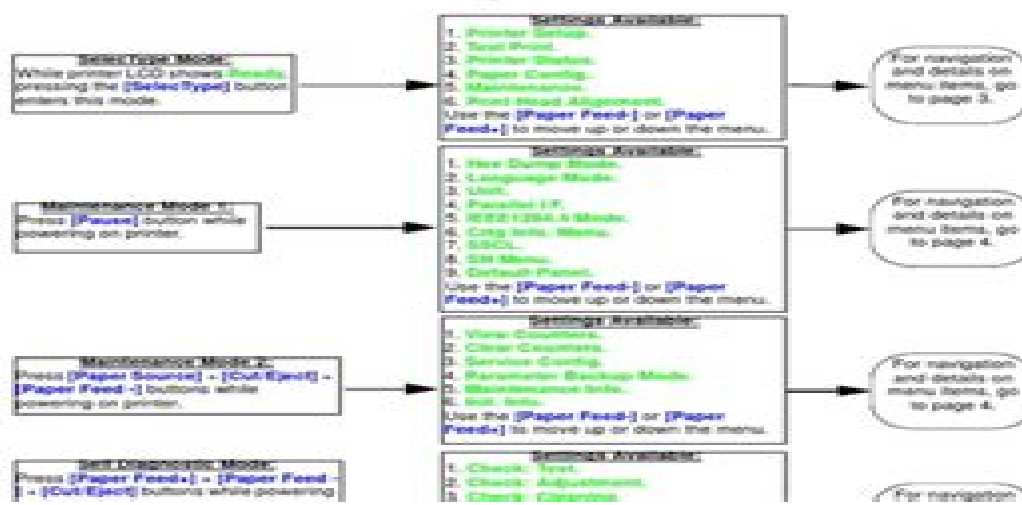 SelecType Mode:
While printer LCD shows Ready,
pressing the [SelecType] button
enters this mode.
Settings Available:
1. Printer Setup.
2. Test Print.
3. Printer Status.
4. Paper Config.
5. Maintenance.
6. Print Head Alignment.
Use the [Paper Feed-] or [Paper
Feed+] to move up or down the menu.
For navigation
and details on
menu items, go
to page 3.
Maintenance Mode 1:
Press [Pause] button while
powering on printer.
Settings Available:
1. Hex Dump Mode.
2. Language Mode.
3. Unit.
4. Parallel I/F.
5. IEEE1284.4 Mode.
6. Cntg Info. Menu.
7. SSCL.
8. SN Menu.
9. Default Panel.
Use the [Paper Feed-] or [Paper
Feed+] to move up or down the menu.
For navigation
and details on
menu items, go
to page 4.
Maintenance Mode 2:
Press [Paper Source] + [Cut/Eject] +
[Paper Feed -] buttons while
powering on printer.
Settings Available:
1. View Counters.
2. Clear Counters.
3. Service Config.
4. Parameter Backup Mode.
5. Maintenance Info.
6. Init. Info.
Use the [Paper Feed-] or [Paper
Feed+] to move up or down the menu.
For navigation
and details on
menu items, go
to page 4.
Self Diagnostic Mode:
Press [Paper Feed+] + [Paper Feed -
] + [Cut/Eject] buttons while powering
Settings Available:
1. Check: Test.
2. Check: Adjustment.
3. Check: Cleaning.
For navigation